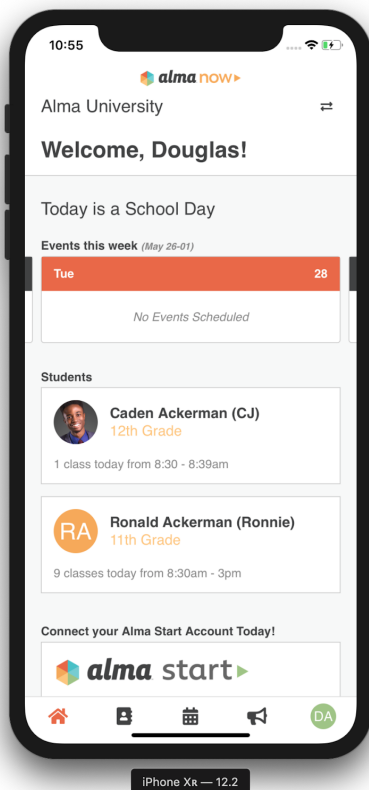 10:55
alma now
Alma University
Welcome, Douglas!
Today is a School Day
Events this week (May 26-01)
Tue 28
No Events Scheduled
Students
Caden Ackerman (CJ)
12th Grade
1 class today from 8:30 - 8:39am
RA
Ronald Ackerman (Ronnie)
11th Grade
9 classes today from 8:30am - 3pm
Connect your Alma Start Account Today!
alma start
DA
iPhone XR — 12.2